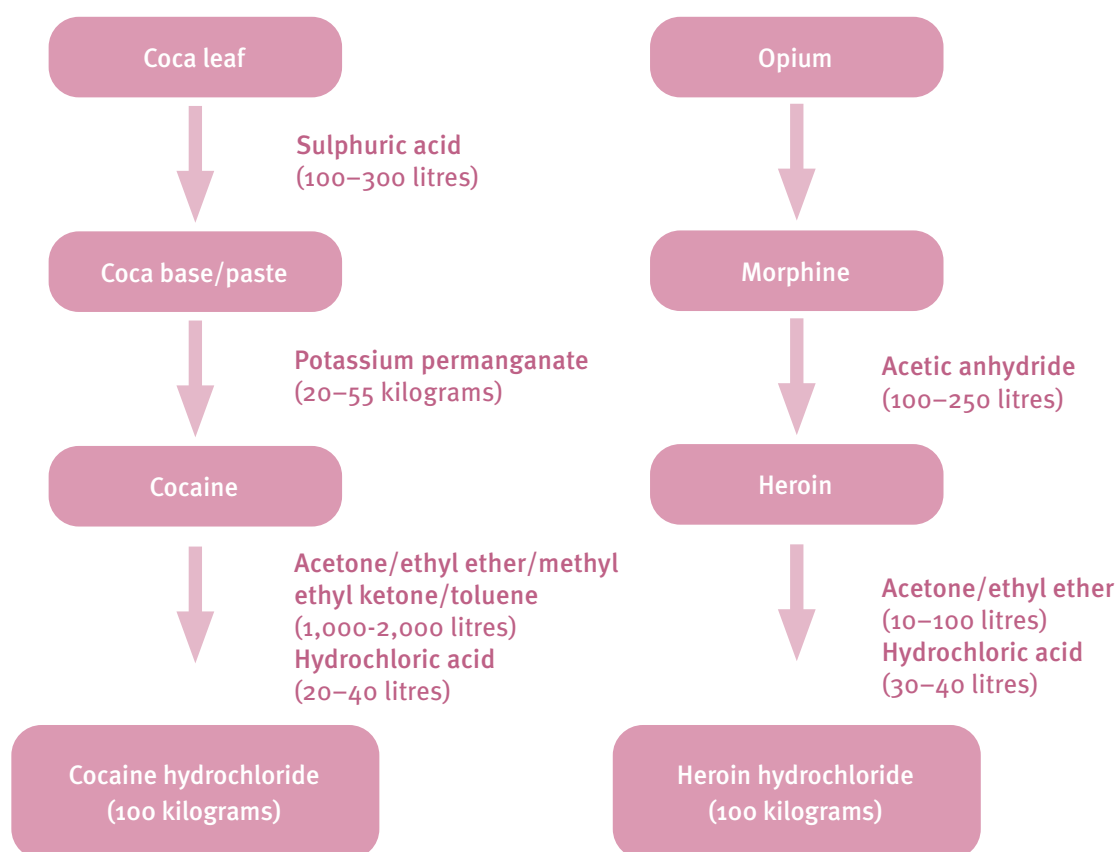 Coca leaf
Sulphuric acid
(100–300 litres)
Coca base/paste
Potassium permanganate
(20–55 kilograms)
Cocaine
Acetone/ethyl ether/methyl
ethyl ketone/toluene
(1,000-2,000 litres)
Hydrochloric acid
(20–40 litres)
Cocaine hydrochloride
(100 kilograms)
Opium
Morphine
Acetic anhydride
(100–250 litres)
Heroin
Acetone/ethyl ether
(10–100 litres)
Hydrochloric acid
(30–40 litres)
Heroin hydrochloride
(100 kilograms)